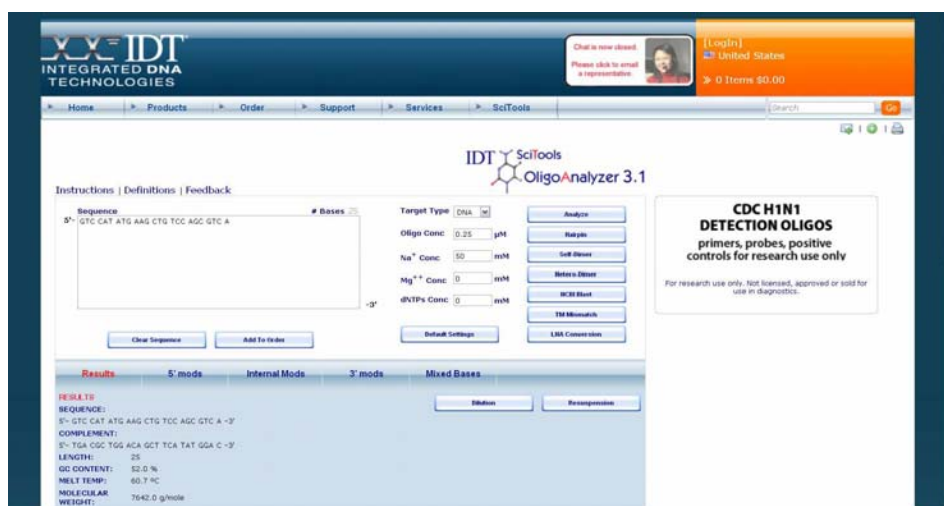 IDT
INTEGRATED DNA
TECHNOLOGIES
Chat is now closed.
Please click to email
a representative.
[LogIn]
United States
0 Items $0.00
Home Products Order Support Services SciTools
Search Go
IDT SciTools
OligoAnalyzer 3.1
Instructions | Definitions | Feedback
Sequence # Bases 25
5'- GTC CAT ATG AAG CTG TCC AGC GTC A
-3'
Target Type DNA
Oligo Conc 0.25 µM
Na+ Conc 50 mM
Mg++ Conc 0 mM
dNTPs Conc 0 mM
Default Settings
Analyze
Hairpin
Self-Dimer
Hetero-Dimer
NCBI Blast
TM Mismatch
LNA Conversion
Clear Sequence Add To Order
CDC H1N1
DETECTION OLIGOS
primers, probes, positive
controls for research use only
For research use only. Not licensed, approved or sold for
use in diagnostics.
Results 5' mods Internal Mods 3' mods Mixed Bases
RESULTS
Dilution Resuspension
SEQUENCE:
5'- GTC CAT ATG AAG CTG TCC AGC GTC A -3'
COMPLEMENT:
5'- TGA CGC TGG ACA GCT TCA TAT GGA C -3'
LENGTH: 25
GC CONTENT: 52.0 %
MELT TEMP: 60.7 ºC
MOLECULAR
WEIGHT: 7642.0 g/mole